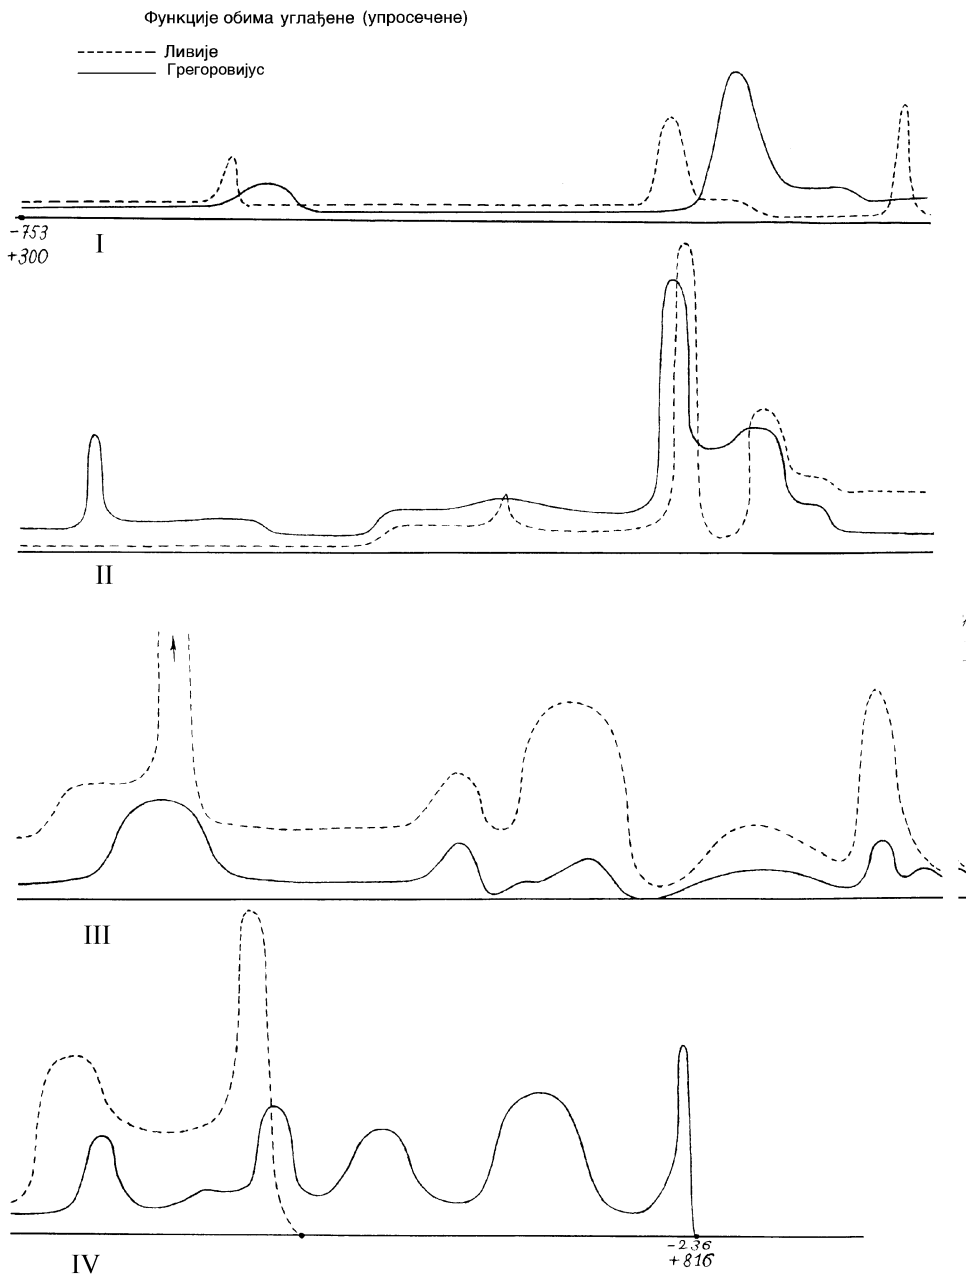 Функције обима углађене (упросечене)
Ливије
Грегоровијус
-753
+300
I
II
III
IV
-236
+816